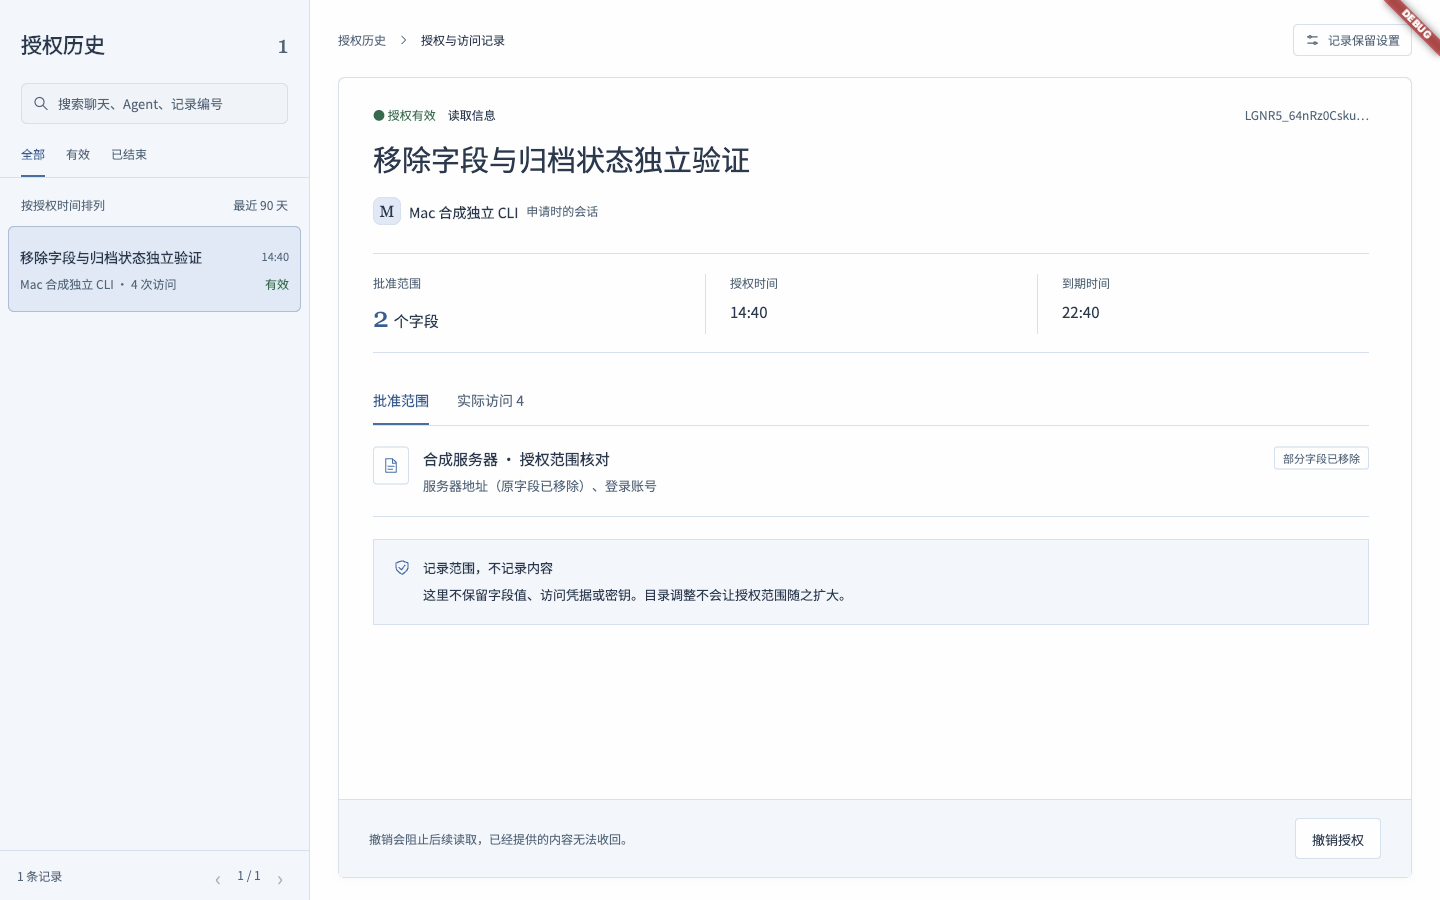 授权历史
1
搜索聊天、Agent、记录编号
全部
有效
已结束
按授权时间排列
最近 90 天
移除字段与归档状态独立验证
14:40
Mac 合成独立 CLI · 4 次访问
有效
1 条记录
1 / 1
授权历史
授权与访问记录
记录保留设置
DEBUG
授权有效
读取信息
LGNR5_64nRz0Csku…
移除字段与归档状态独立验证
M
Mac 合成独立 CLI
申请时的会话
批准范围
2 个字段
授权时间
14:40
到期时间
22:40
批准范围
实际访问 4
合成服务器 · 授权范围核对
服务器地址（原字段已移除）、登录账号
部分字段已移除
记录范围，不记录内容
这里不保留字段值、访问凭据或密钥。目录调整不会让授权范围随之扩大。
撤销会阻止后续读取，已经提供的内容无法收回。
撤销授权